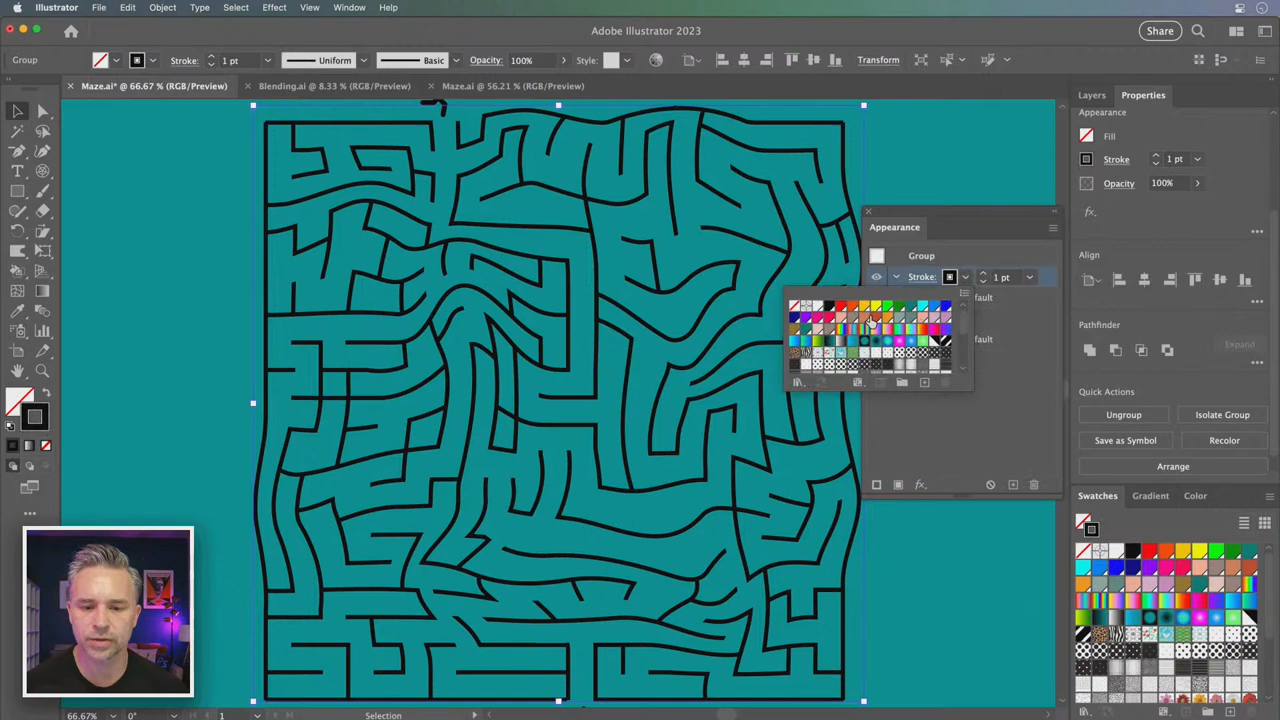 Illustrator File Edit Object Type Select Effect View Window Help
Adobe Illustrator 2023
Share
Group
Stroke: 1 pt
Uniform
Basic
Opacity: 100%
Style:
Transform
× Maze.ai* @ 66.67 % (RGB/Preview)
× Blending.ai @ 8.33 % (RGB/Preview)
× Maze.ai @ 56.21 % (RGB/Preview)
Layers Properties
Appearance
Fill
Stroke 1 pt
Opacity 100%
fx.
Align
Pathfinder
Expand
Quick Actions
Ungroup Isolate Group
Save as Symbol Recolor
Arrange
Swatches Gradient Color
Appearance
Group
Stroke: 1 pt
fault
fault
fx.
66.67% 0° 1 Selection